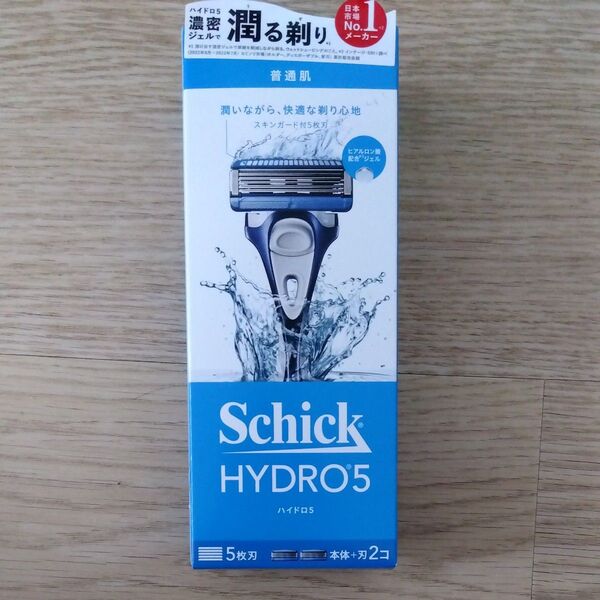 ハイドロ5
濃密
ジェルで
潤る剃り
日本
市場
No.1
メーカー
普通肌
潤いながら、快適な剃り心地
スキンガード付5枚刃
ヒアルロン酸
配合
ジェル
Schick
HYDRO5
ハイドロ5
5枚刃
本体+刃2コ